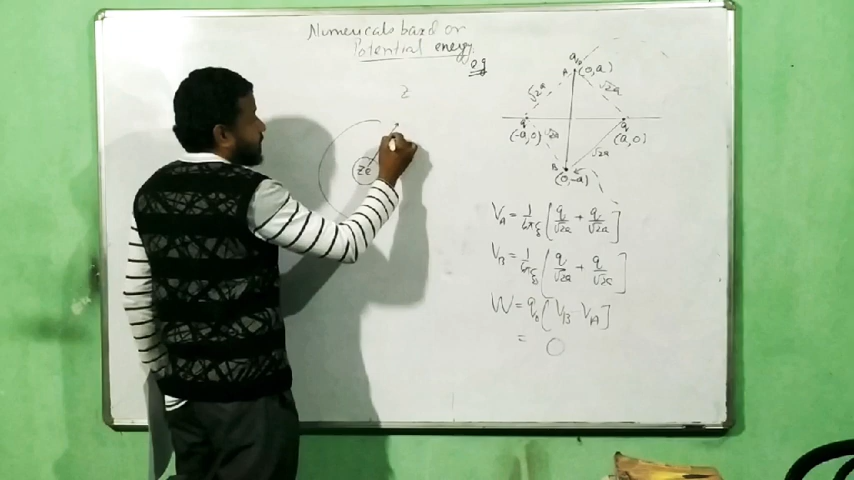 Numericals based on
Potential energy
eg
Z
Ze
q0
A (0,a)
√2a √2a
q q
(-a,0) √2a (a,0)
√2a
B
(0,-a)
VA = 1/4πε0 [q/√2a + q/√2a]
VB = 1/4πε0 [q/√2a + q/√2a]
W = q0 [VB VA]
= 0